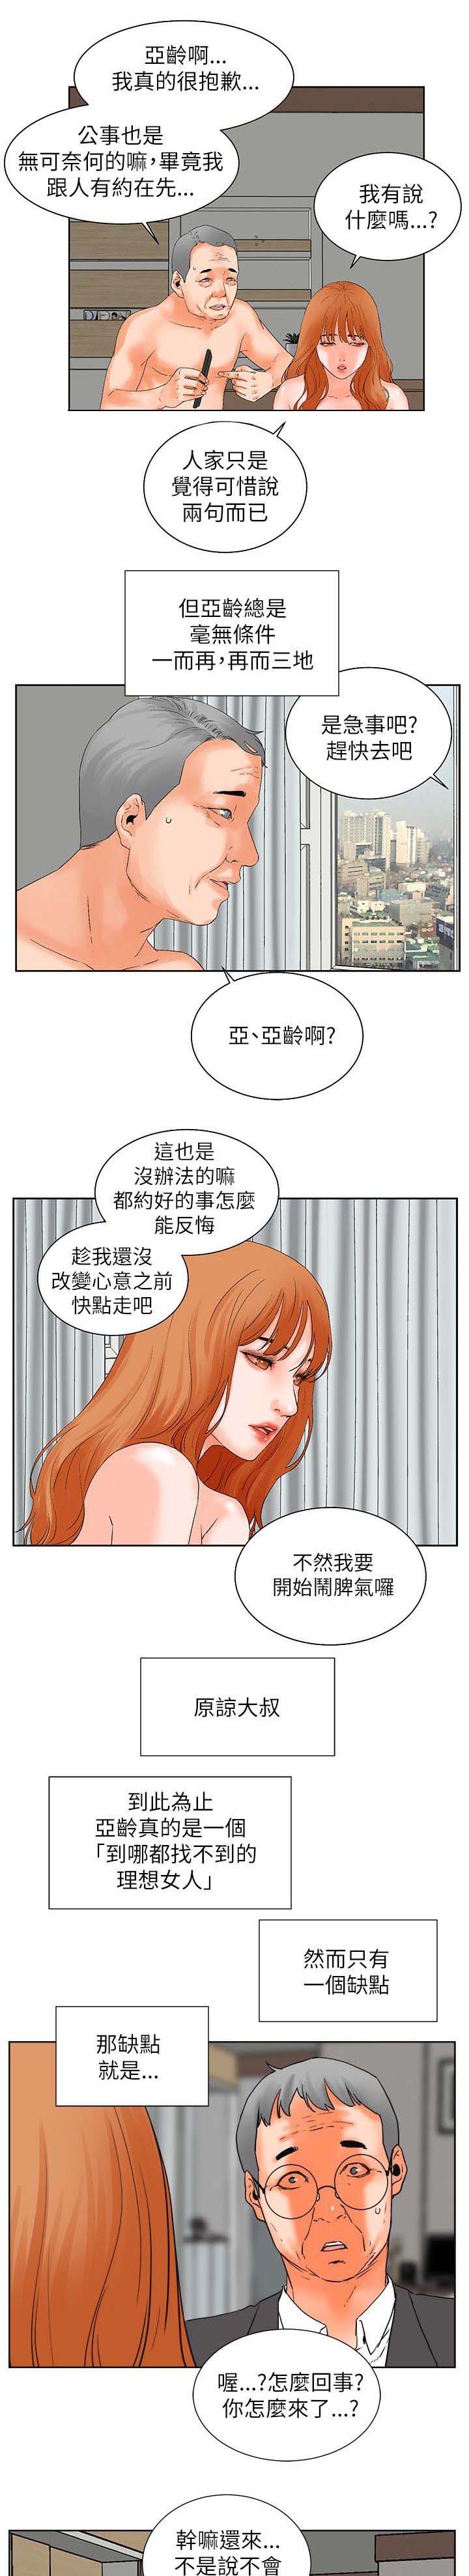 亞齡啊...
我真的很抱歉...
公事也是
無可奈何的嘛,畢竟我
跟人有約在先...
我有說
什麼嗎...?
人家只是
覺得可惜說
兩句而已
但亞齡總是
毫無條件
一而再,再而三地
是急事吧?
趕快去吧
亞、亞齡啊?
這也是
沒辦法的嘛
都約好的事怎麼
能反悔
趁我還沒
改變心意之前
快點走吧
不然我要
開始鬧脾氣囉
原諒大叔
到此為止
亞齡真的是一個
「到哪都找不到的
理想女人」
然而只有
一個缺點
那缺點
就是...
喔...?怎麼回事?
你怎麼來了...?
幹嘛還來...
不是說不會